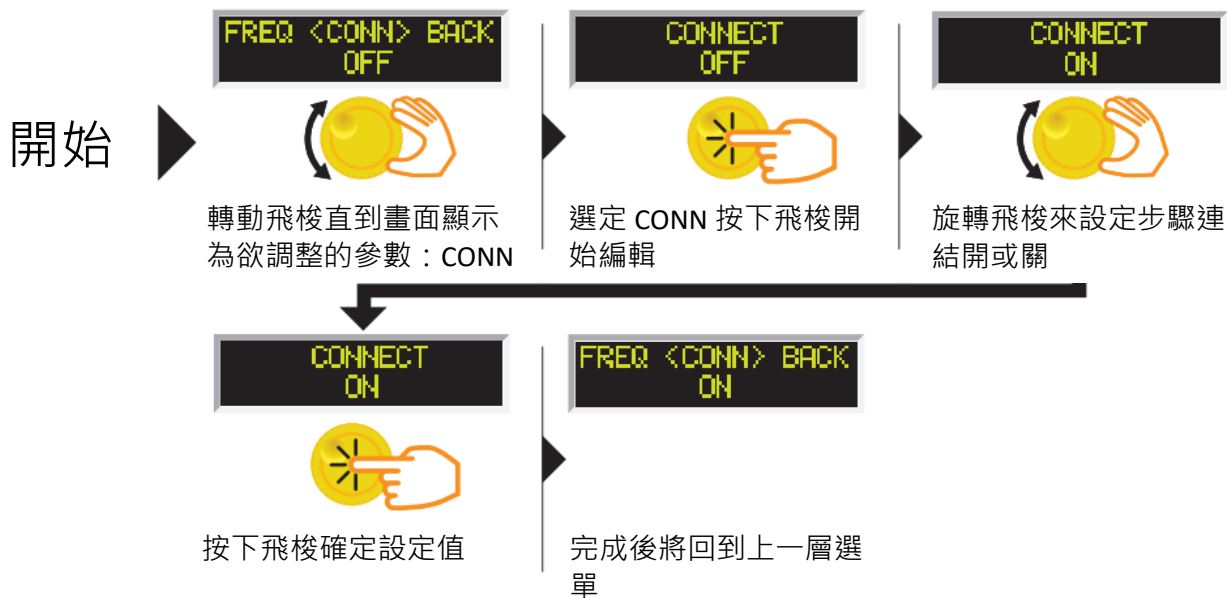 開始
FREQ <CONN> BACK
OFF
轉動飛梭直到畫面顯示
為欲調整的參數：CONN
CONNECT
OFF
選定 CONN 按下飛梭開
始編輯
CONNECT
ON
旋轉飛梭來設定步驟連
結開或關
CONNECT
ON
按下飛梭確定設定值
FREQ <CONN> BACK
ON
完成後將回到上一層選
單